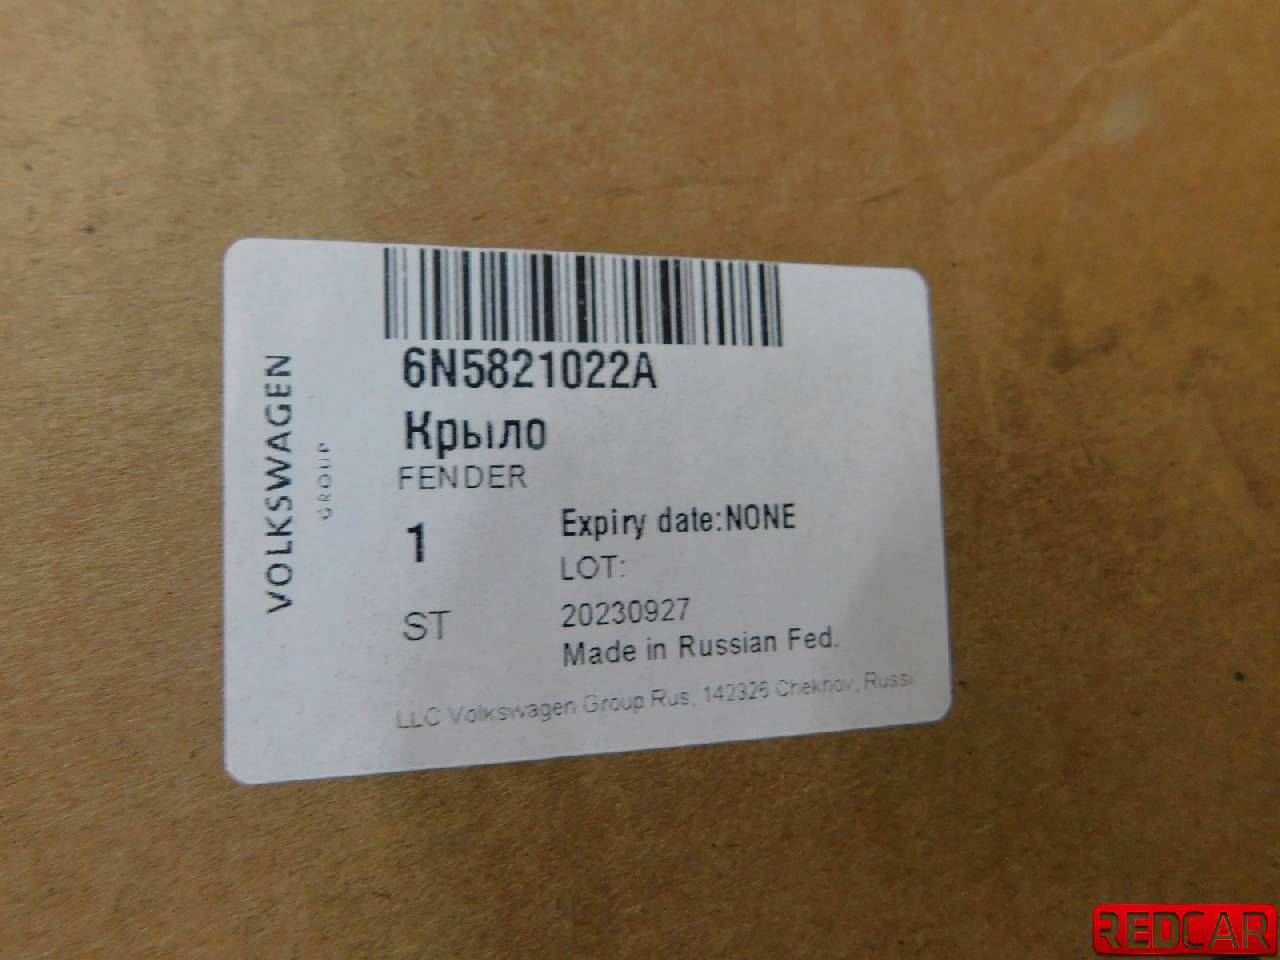 VOLKSWAGEN
GROUP
6N5821022A
Крыло
FENDER
1
Expiry date:NONE
LOT:
ST
20230927
Made in Russian Fed.
LLC Volkswagen Group Rus, 142326 Chekhov, Russi
REDCAR